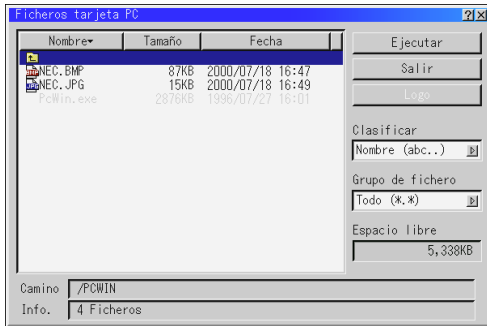 Ficheros tarjeta PC
Nombre Tamaño Fecha
NEC.BMP 87KB 2000/07/18 16:47
NEC.JPG 15KB 2000/07/18 16:49
PcWin.exe 2876KB 1996/07/27 16:01
Ejecutar
Salir
Logo
Clasificar
Nombre (abc..)
Grupo de fichero
Todo (*.*)
Espacio libre
5,338KB
Camino /PCWIN
Info. 4 Ficheros